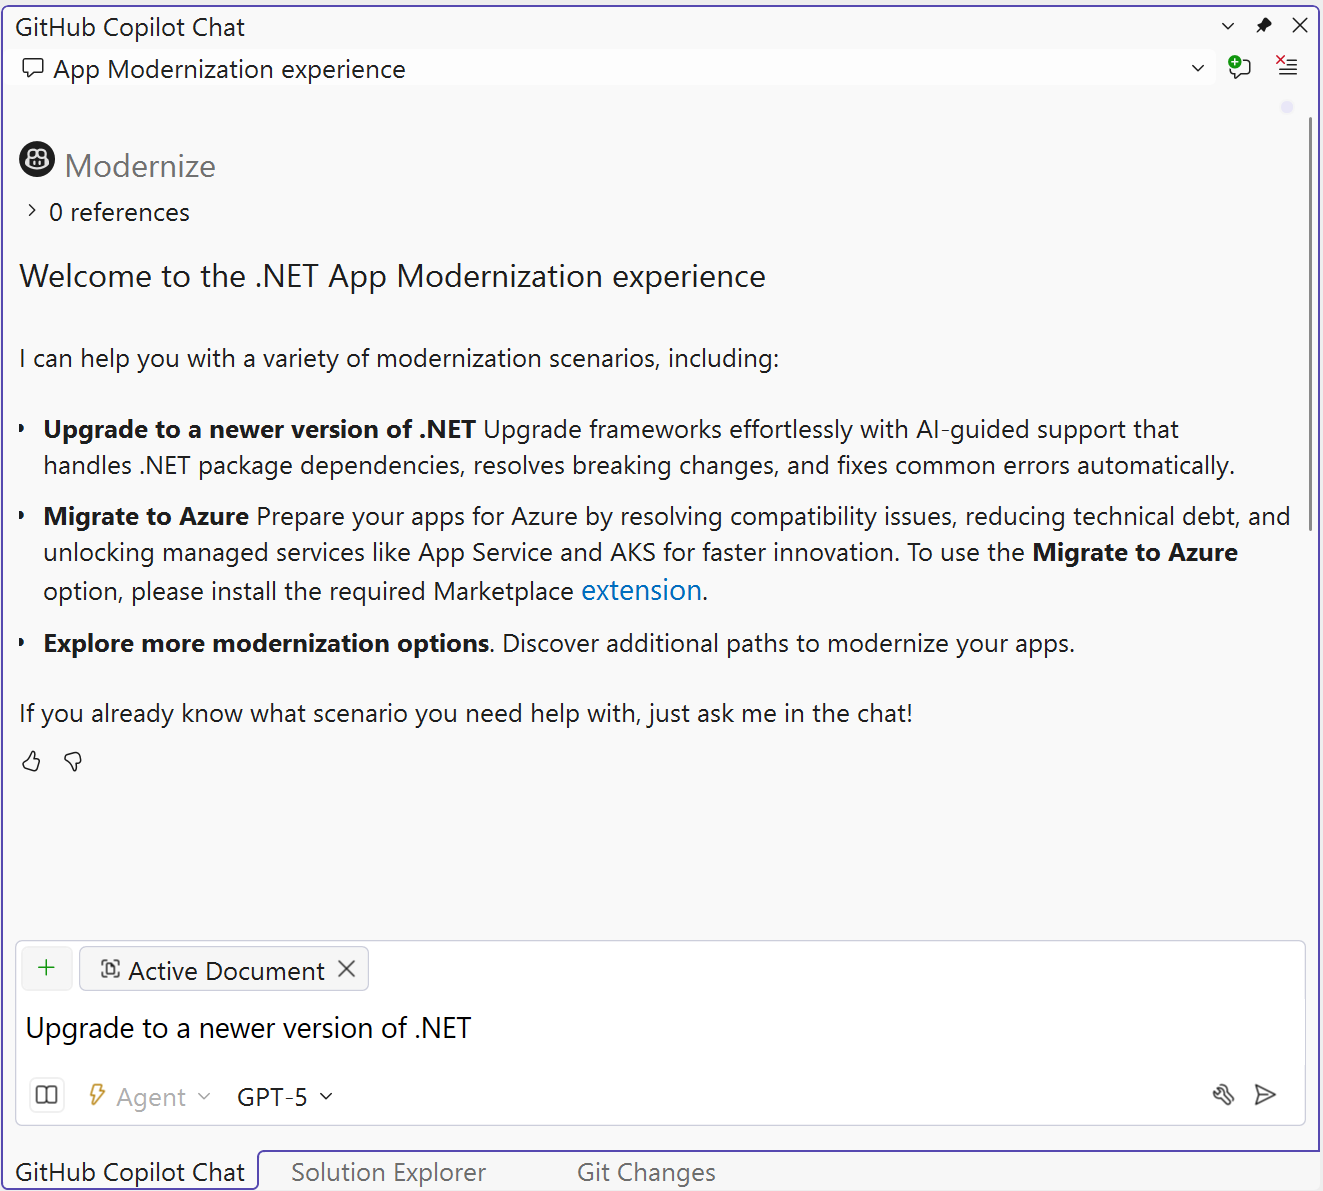 GitHub Copilot Chat
App Modernization experience
Modernize
0 references
Welcome to the .NET App Modernization experience
I can help you with a variety of modernization scenarios, including:
Upgrade to a newer version of .NET Upgrade frameworks effortlessly with AI-guided support that
handles .NET package dependencies, resolves breaking changes, and fixes common errors automatically.
Migrate to Azure Prepare your apps for Azure by resolving compatibility issues, reducing technical debt, and
unlocking managed services like App Service and AKS for faster innovation. To use the Migrate to Azure
option, please install the required Marketplace extension.
Explore more modernization options. Discover additional paths to modernize your apps.
If you already know what scenario you need help with, just ask me in the chat!
Active Document
Upgrade to a newer version of .NET
Agent GPT-5
GitHub Copilot Chat Solution Explorer Git Changes